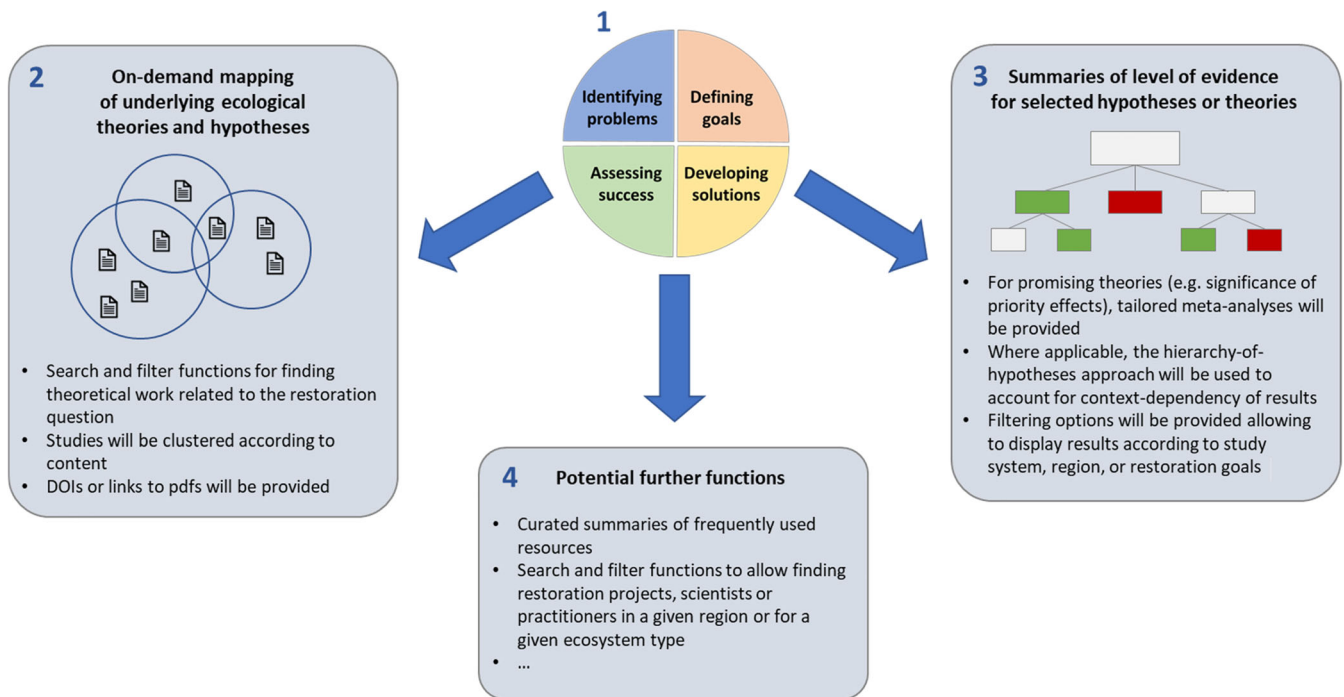 1
Identifying
problems
Defining
goals
Assessing
success
Developing
solutions
2
On-demand mapping
of underlying ecological
theories and hypotheses
• Search and filter functions for finding
theoretical work related to the restoration
question
• Studies will be clustered according to
content
• DOIs or links to pdfs will be provided
3
Summaries of level of evidence
for selected hypotheses or theories
• For promising theories (e.g. significance of
priority effects), tailored meta-analyses will
be provided
• Where applicable, the hierarchy-of-
hypotheses approach will be used to
account for context-dependency of results
• Filtering options will be provided allowing
to display results according to study
system, region, or restoration goals
4
Potential further functions
• Curated summaries of frequently used
resources
• Search and filter functions to allow finding
restoration projects, scientists or
practitioners in a given region or for a
given ecosystem type
• ...